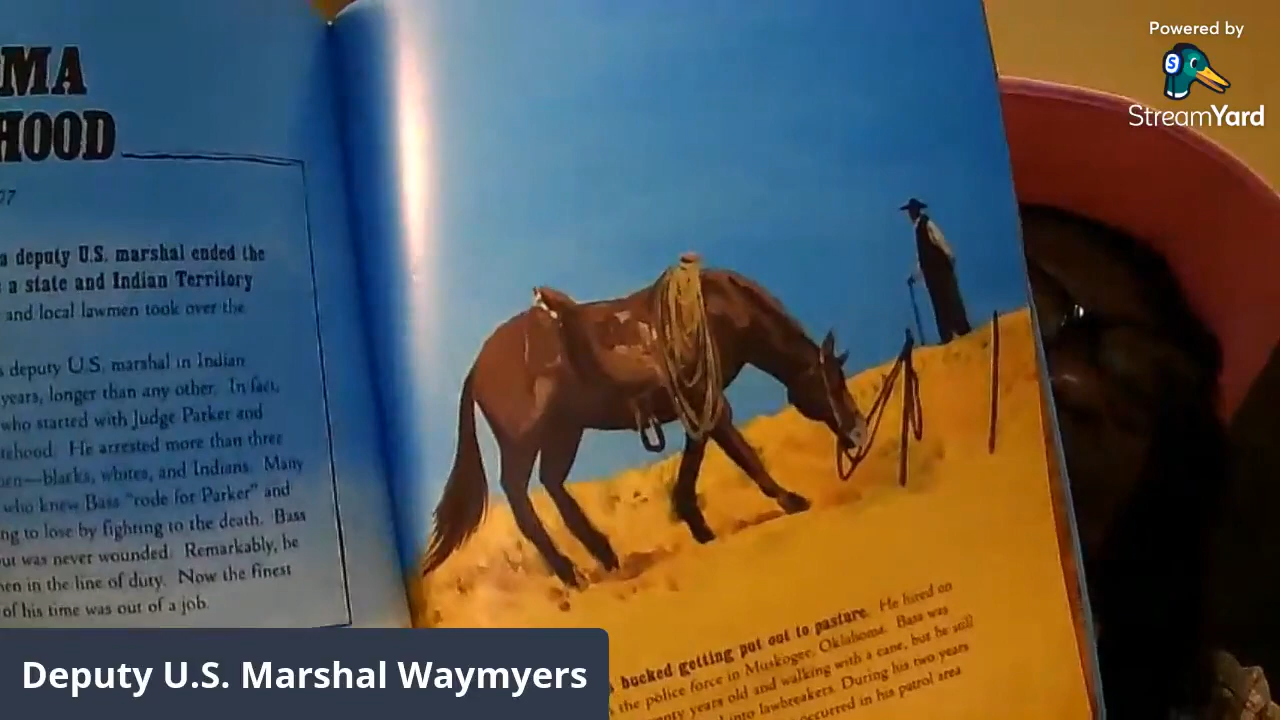 MA
HOOD
07
a deputy U.S. marshal ended the
a state and Indian Territory
and local lawmen took over the
deputy U.S. marshal in Indian
years, longer than any other. In fact,
who started with Judge Parker and
tehood. He arrested more than three
en—blacks, whites, and Indians. Many
who knew Bass "rode for Parker" and
ng to lose by fighting to the death. Bass
ut was never wounded. Remarkably, he
en in the line of duty. Now the finest
of his time was out of a job.
bucked getting put out to pasture. He hired on
the police force in Muskogee, Oklahoma. Bass was
enty years old and walking with a cane, but he still
into lawbreakers. During his two years
occurred in his patrol area
Powered by
S
StreamYard
Deputy U.S. Marshal Waymyers